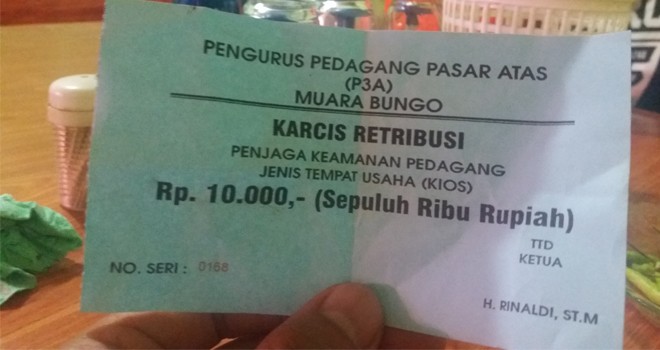 PENGURUS PEDAGANG PASAR ATAS
(P3A)
MUARA BUNGO
KARCIS RETRIBUSI
PENJAGA KEAMANAN PEDAGANG
JENIS TEMPAT USAHA (KIOS)
Rp. 10.000,- (Sepuluh Ribu Rupiah)
TTD
KETUA
NO. SERI : 0168
H. RINALDI, ST.M